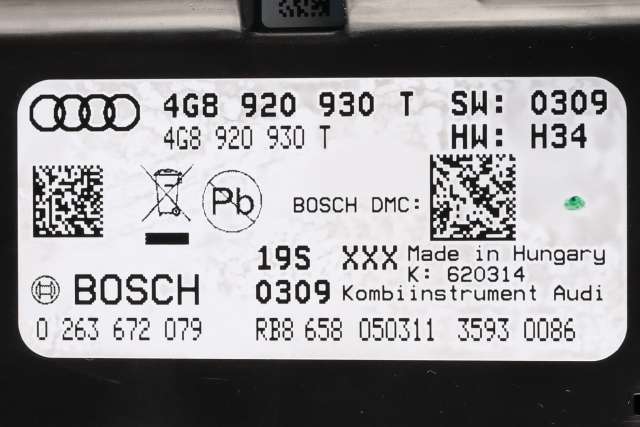 4G8 920 930 T SW: 0309
4G8 920 930 T HW: H34
Pb BOSCH DMC:
19S XXX Made in Hungary
K: 620314
BOSCH 0309 Kombiinstrument Audi
0 263 672 079 RB8 658 050311 3593 0086